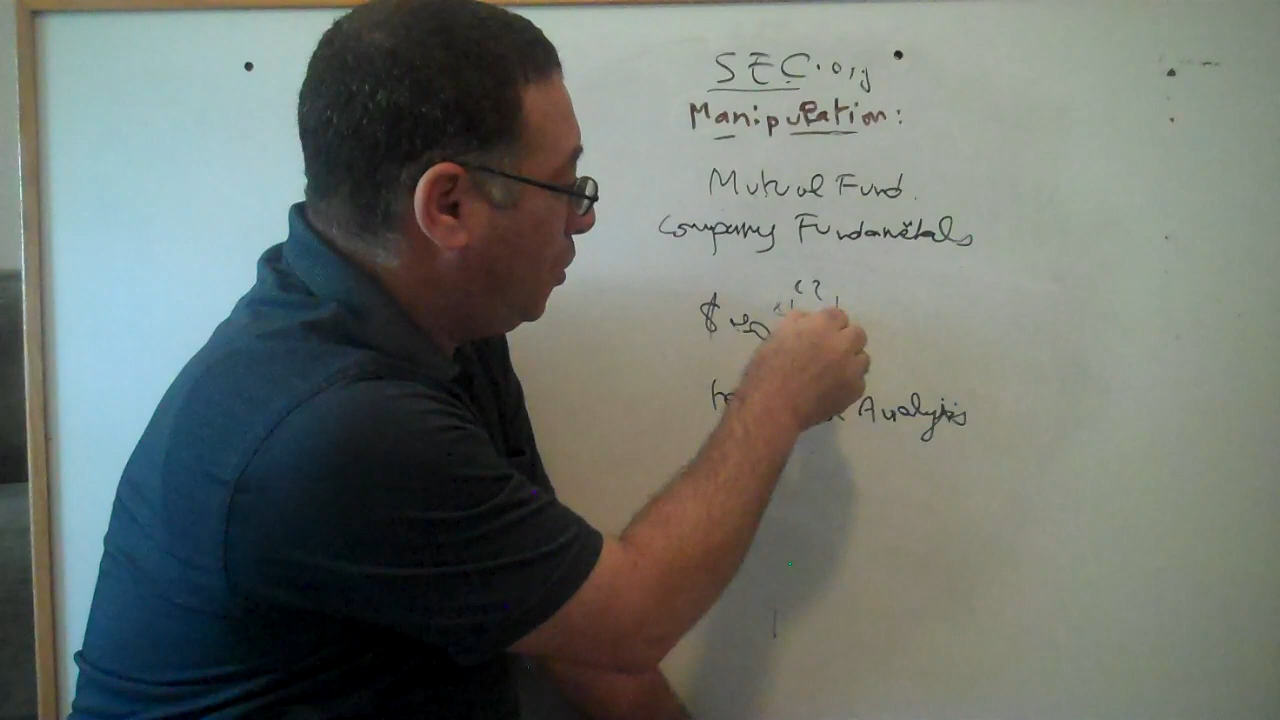 SEC.org
Manipulation:
Mutual Fund.
Company Fundamentals
$
Analysis